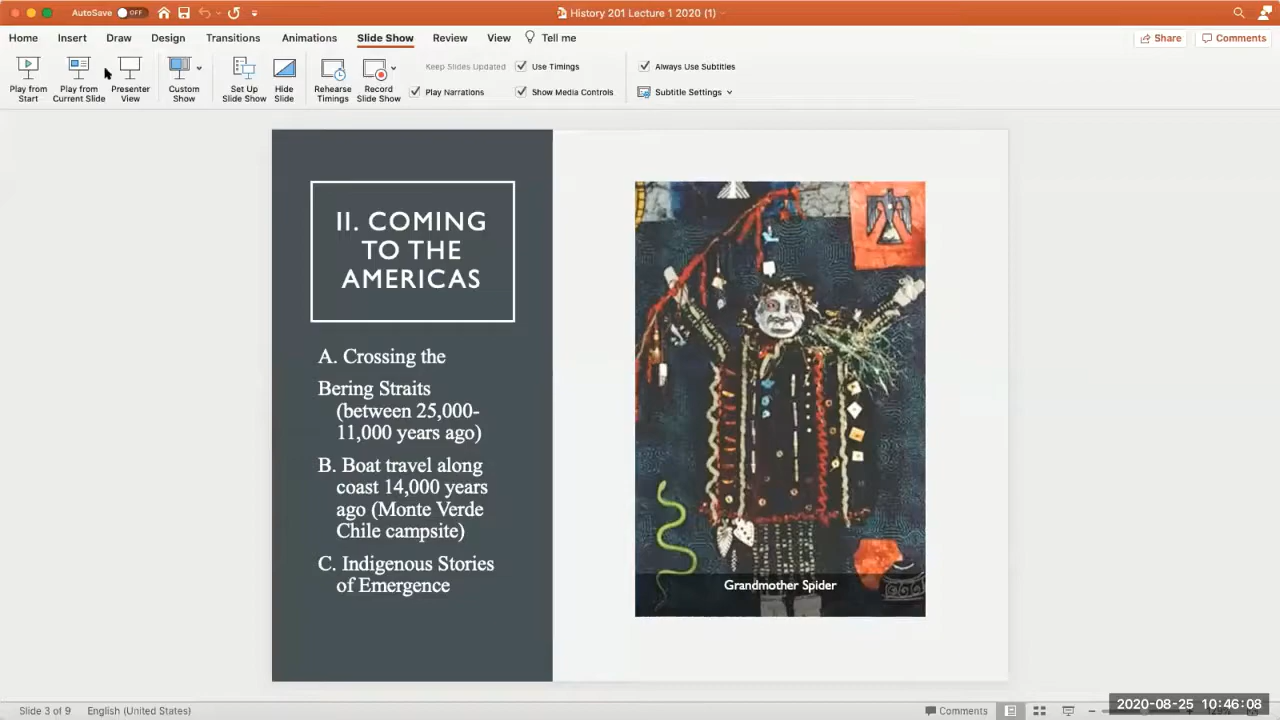 AutoSave OFF
History 201 Lecture 1 2020 (1)
Home Insert Draw Design Transitions Animations Slide Show Review View Tell me
Share Comments
Play from Start
Play from Current Slide
Presenter View
Custom Show
Set Up Slide Show
Hide Slide
Rehearse Timings
Record Slide Show
Keep Slides Updated
Play Narrations
Use Timings
Show Media Controls
Always Use Subtitles
Subtitle Settings
II. COMING
TO THE
AMERICAS
A. Crossing the
Bering Straits
(between 25,000-
11,000 years ago)
B. Boat travel along
coast 14,000 years
ago (Monte Verde
Chile campsite)
C. Indigenous Stories
of Emergence
Grandmother Spider
Slide 3 of 9 English (United States)
Comments
2020-08-25 10:46:08